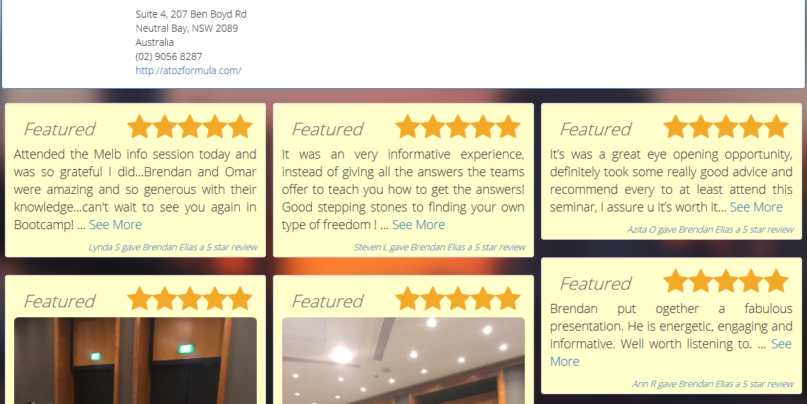 Suite 4, 207 Ben Boyd Rd
Neutral Bay, NSW 2089
Australia
(02) 9056 8287
http://atozformula.com/
Featured
Attended the Melb info session today and
was so grateful I did...Brendan and Omar
were amazing and so generous with their
knowledge...can't wait to see you again in
Bootcamp! ... See More
Lynda S gave Brendan Elias a 5 star review
Featured
It was an very informative experience,
instead of giving all the answers the teams
offer to teach you how to get the answers!
Good stepping stones to finding your own
type of freedom ! ... See More
Steven L gave Brendan Elias a 5 star review
Featured
It's was a great eye opening opportunity,
definitely took some really good advice and
recommend every to at least attend this
seminar, I assure u it's worth it... See More
Azita O gave Brendan Elias a 5 star review
Featured
Featured
Featured
Brendan put ogether a fabulous
presentation. He is energetic, engaging and
informative. Well worth listening to. ... See
More
Ann R gave Brendan Elias a 5 star review